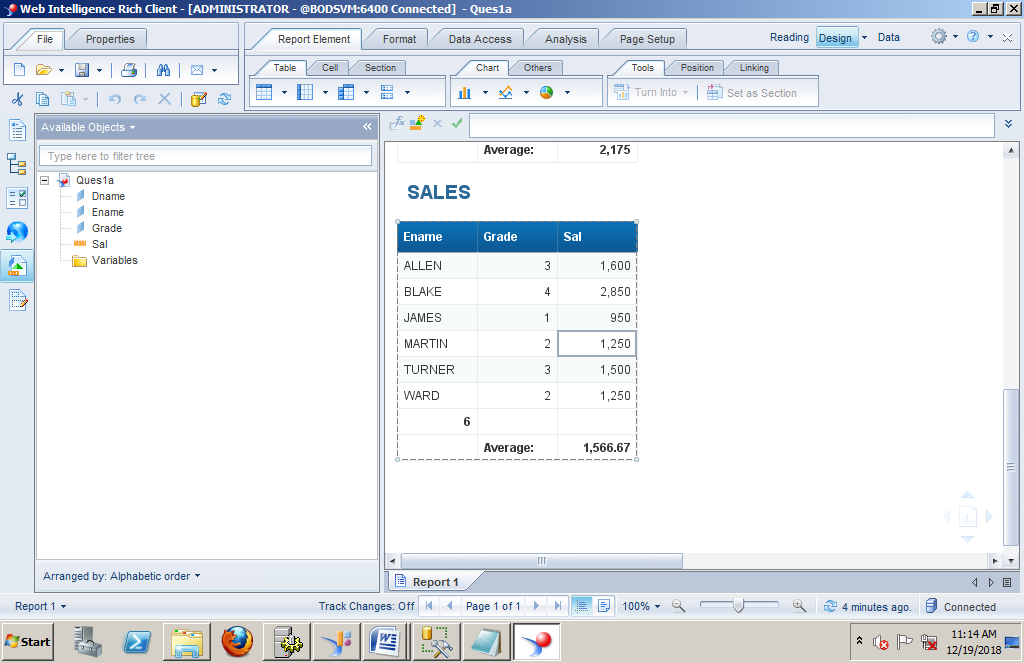 Web Intelligence Rich Client - [ADMINISTRATOR - @BODSVM:6400 Connected] - Ques1a
File Properties
Report Element Format Data Access Analysis Page Setup
Reading Design Data
Table Cell Section
Chart Others
Tools Position Linking
Turn Into Set as Section
Available Objects
Type here to filter tree
Ques1a
Dname
Ename
Grade
Sal
Variables
Arranged by: Alphabetic order
Average: 2,175
SALES
Ename Grade Sal
ALLEN 3 1,600
BLAKE 4 2,850
JAMES 1 950
MARTIN 2 1,250
TURNER 3 1,500
WARD 2 1,250
6
Average: 1,566.67
Report 1
Report 1 Track Changes: Off Page 1 of 1 100% 4 minutes ago. Connected
Start
11:14 AM
12/19/2018